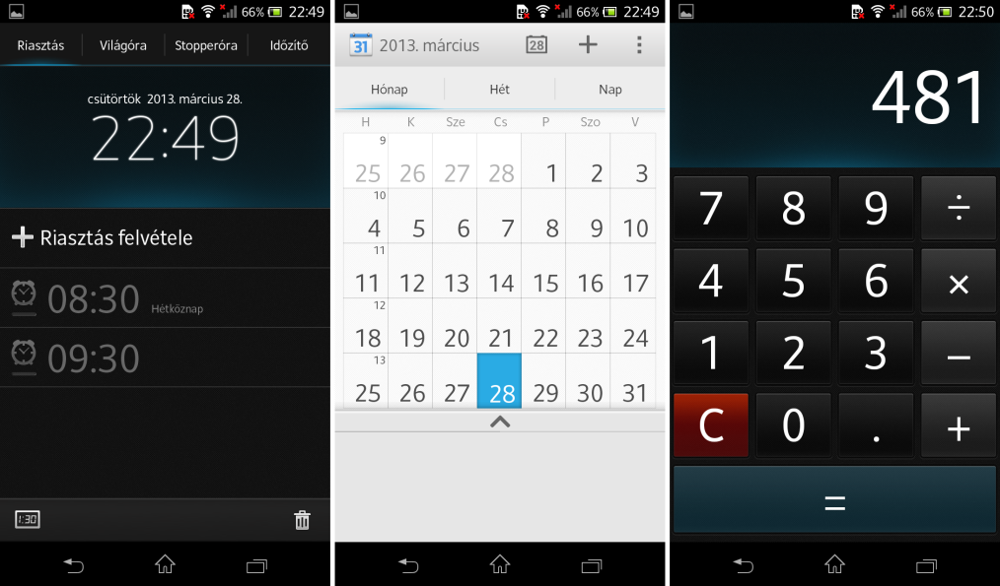 66% 22:49
Riasztás Világóra Stopperóra Időzítő
csütörtök 2013. március 28.
22:49
Riasztás felvétele
08:30 Hétköznap
09:30
1:30
66% 22:49
31 2013. március 28
Hónap Hét Nap
H K Sze Cs P Szo V
9
25 26 27 28 1 2 3
10
4 5 6 7 8 9 10
11
11 12 13 14 15 16 17
12
18 19 20 21 22 23 24
13
25 26 27 28 29 30 31
66% 22:50
481
7 8 9 ÷
4 5 6 ×
1 2 3 −
C 0 . +
=